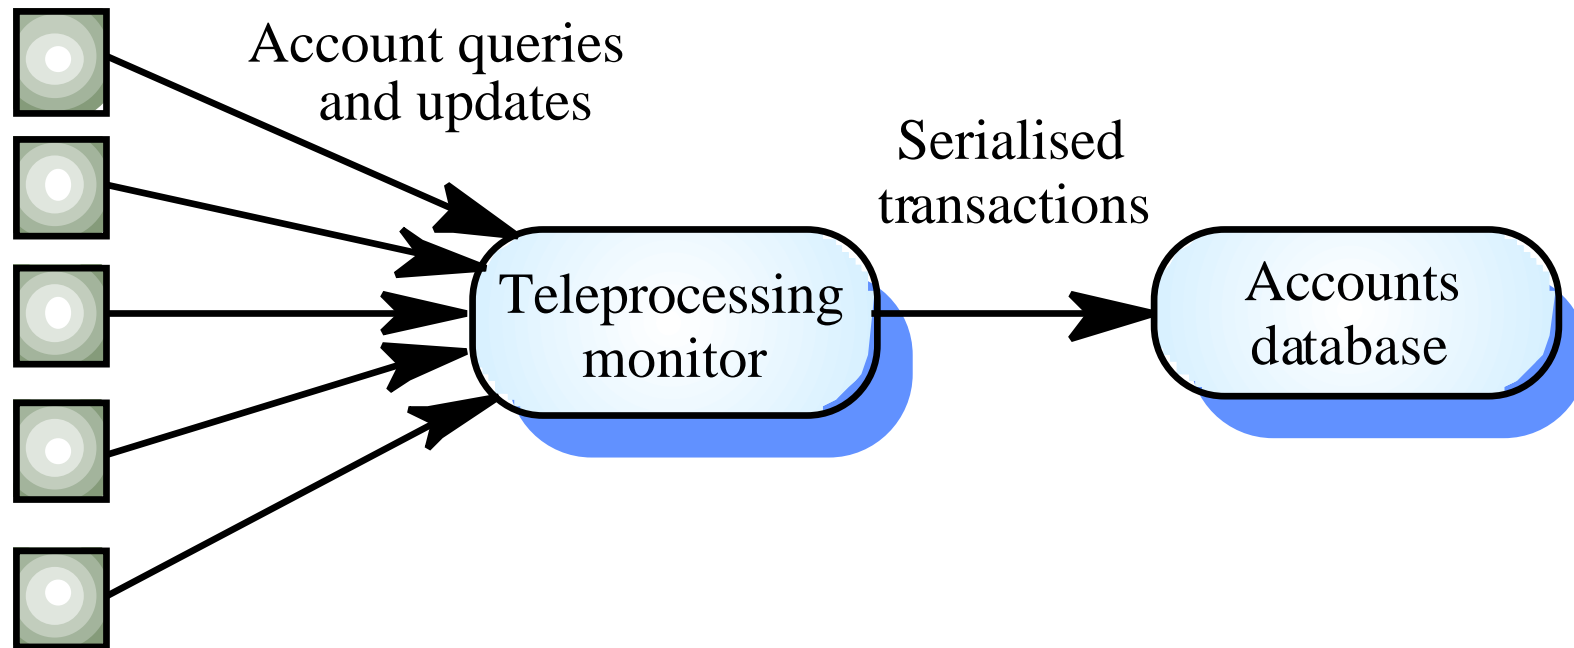 Account queries
and updates
Serialised
transactions
Teleprocessing
monitor
Accounts
database